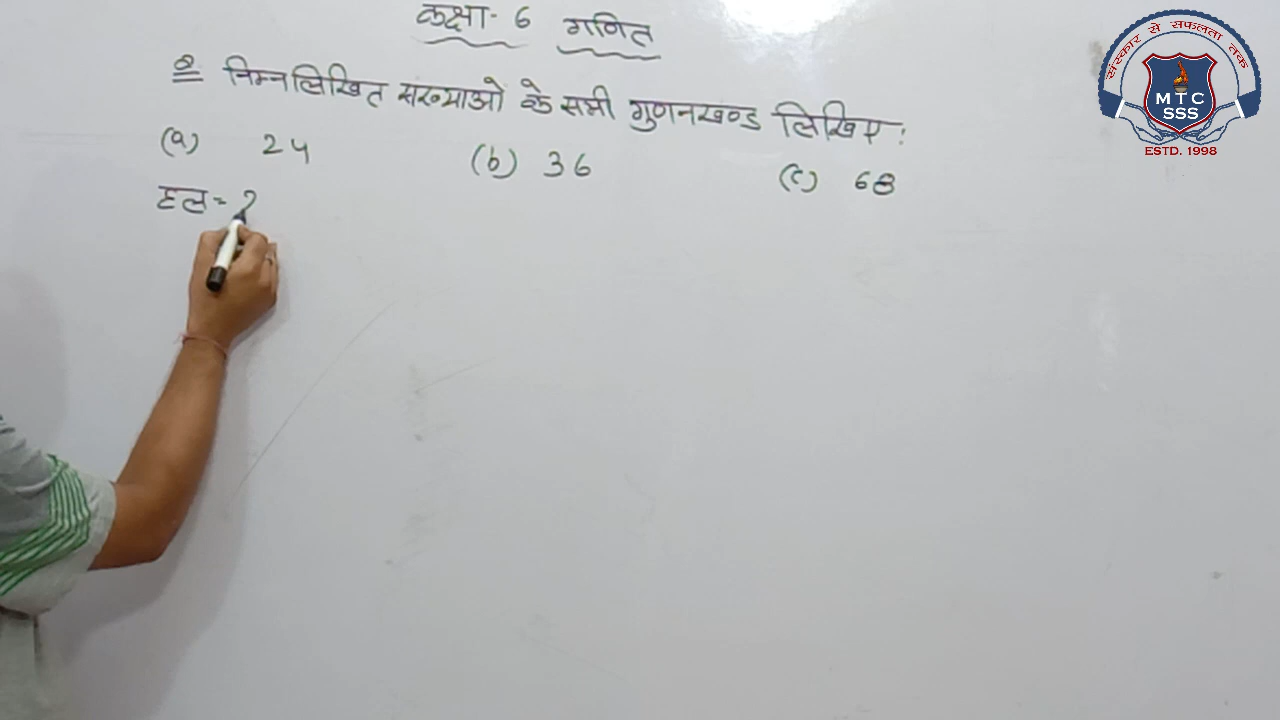 कक्षा- 6 गणित
Q. निम्नलिखित संख्याओं के सभी गुणनखण्ड लिखिए :
(a) 24 (b) 36 (c) 68
हल = 2
संस्कार से सफलता तक
MTC
SSS
ESTD. 1998